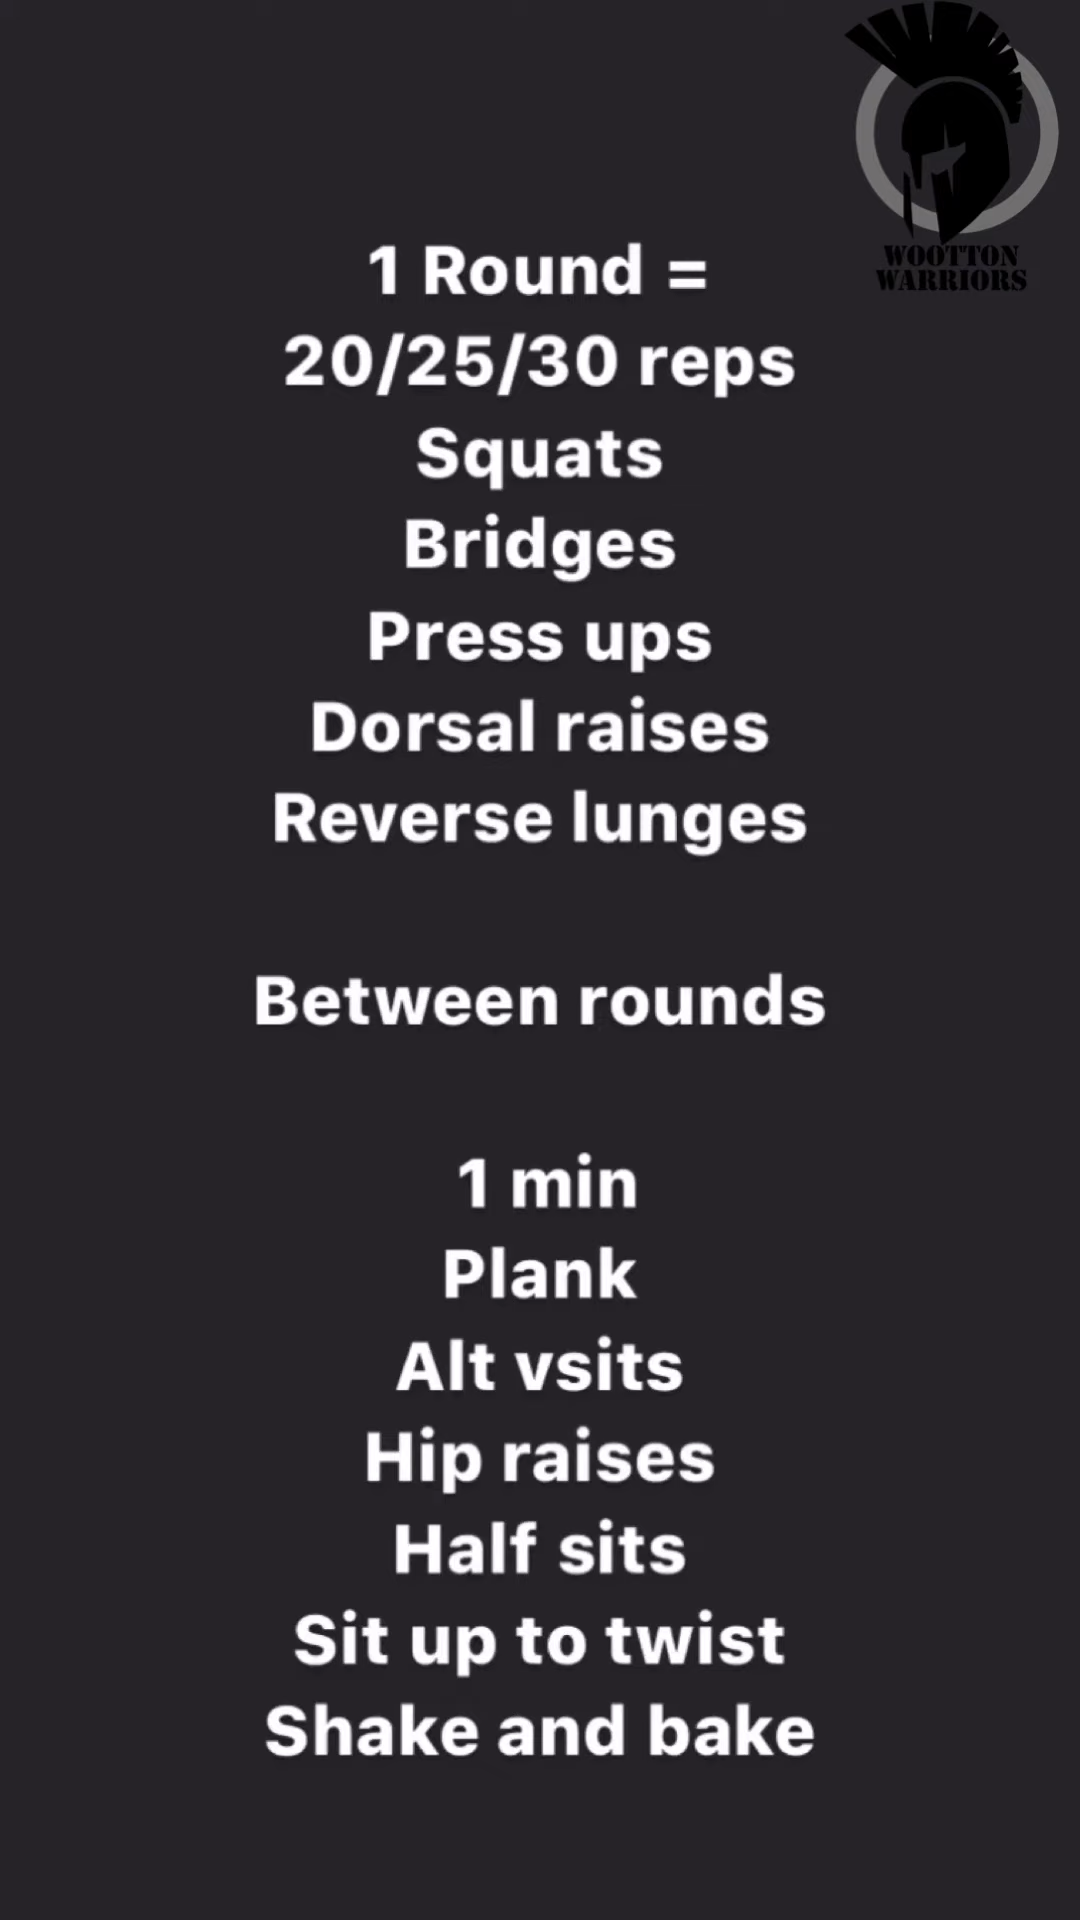 WOOTTON
WARRIORS
1 Round =
20/25/30 reps
Squats
Bridges
Press ups
Dorsal raises
Reverse lunges
Between rounds
1 min
Plank
Alt vsits
Hip raises
Half sits
Sit up to twist
Shake and bake